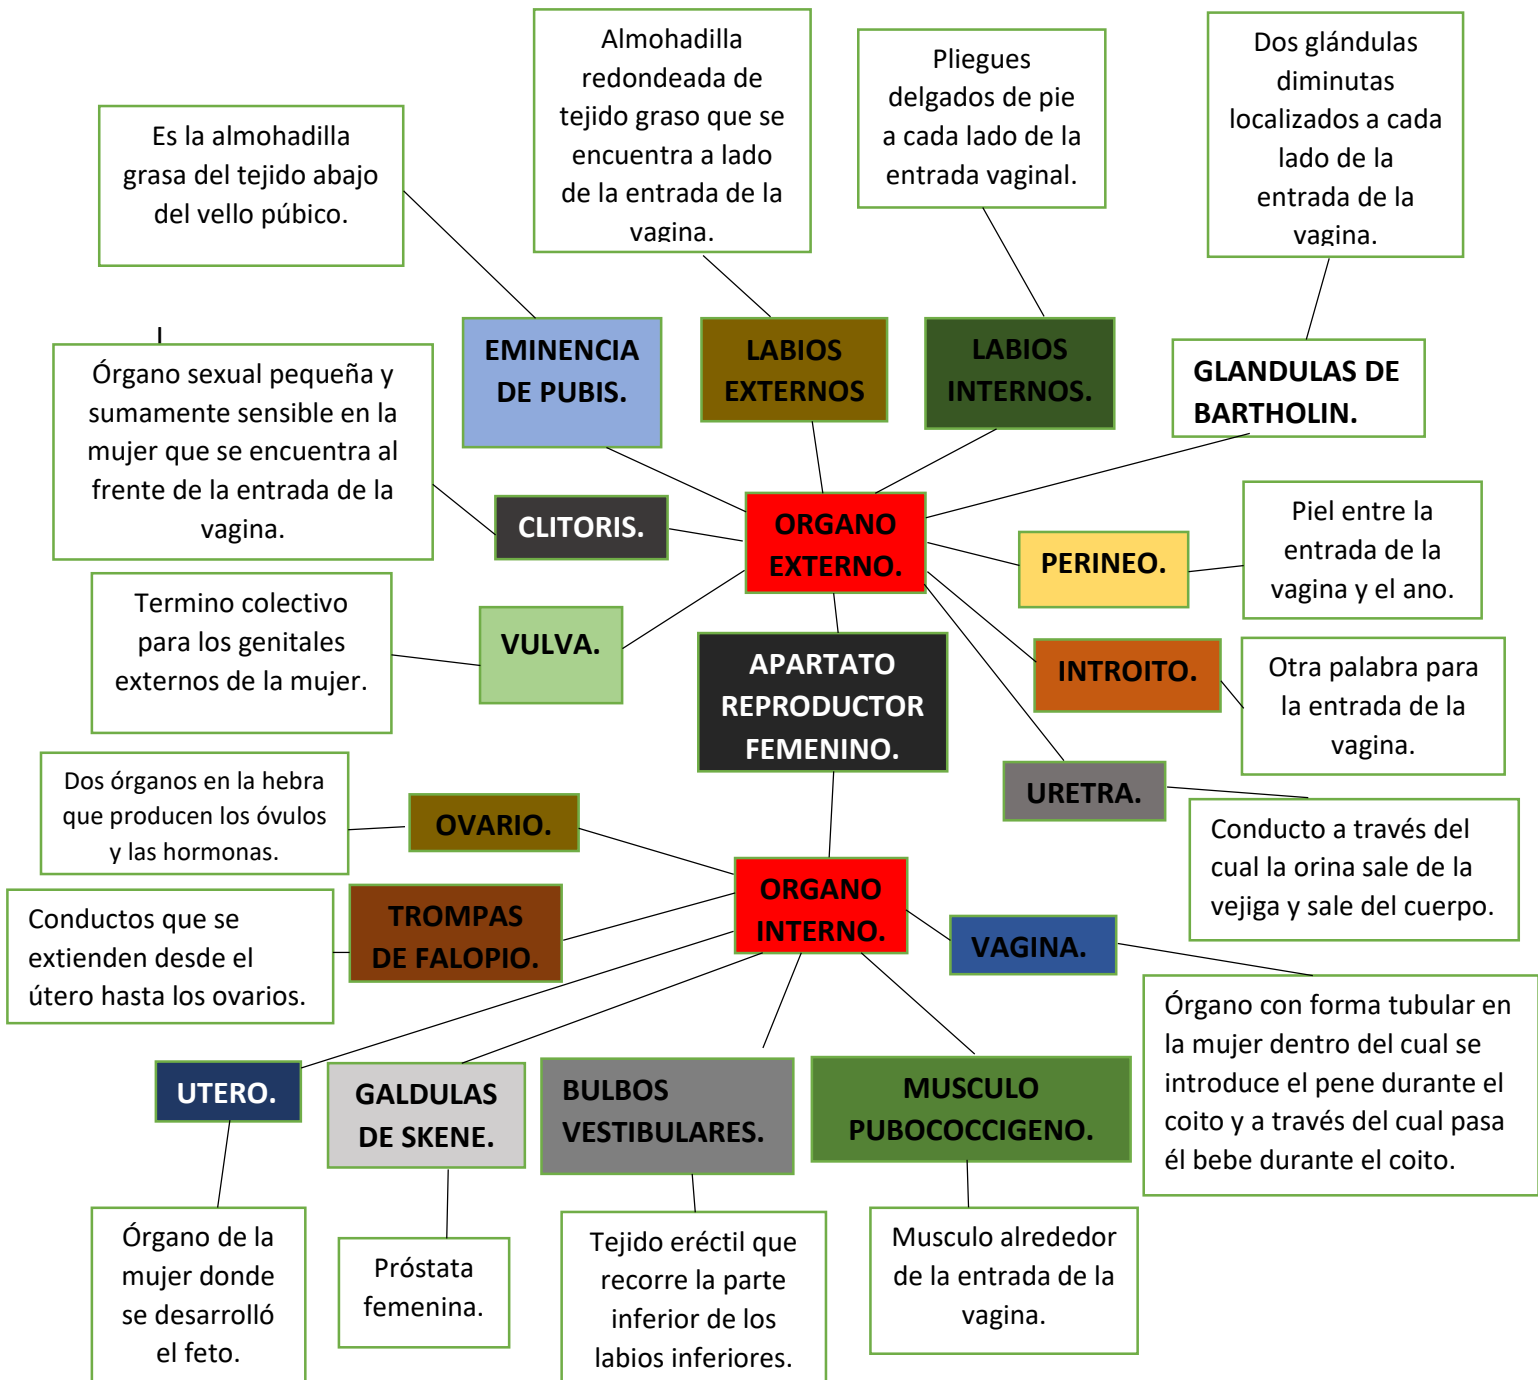 Almohadilla
redondeada de
tejido graso que se
encuentra a lado
de la entrada de la
vagina.
Pliegues
delgados de pie
a cada lado de la
entrada vaginal.
Dos glándulas
diminutas
localizados a cada
lado de la
entrada de la
vagina.
Es la almohadilla
grasa del tejido abajo
del vello púbico.
EMINENCIA
DE PUBIS.
LABIOS
EXTERNOS
LABIOS
INTERNOS.
GLANDULAS DE
BARTHOLIN.
Órgano sexual pequeña y
sumamente sensible en la
mujer que se encuentra al
frente de la entrada de la
vagina.
CLITORIS.
ORGANO
EXTERNO.
PERINEO.
Piel entre la
entrada de la
vagina y el ano.
Termino colectivo
para los genitales
externos de la mujer.
VULVA.
APARTATO
REPRODUCTOR
FEMENINO.
INTROITO.
Otra palabra para
la entrada de la
vagina.
URETRA.
Conducto a través del
cual la orina sale de la
vejiga y sale del cuerpo.
Dos órganos en la hebra
que producen los óvulos
y las hormonas.
OVARIO.
ORGANO
INTERNO.
Conductos que se
extienden desde el
útero hasta los ovarios.
TROMPAS
DE FALOPIO.
VAGINA.
Órgano con forma tubular en
la mujer dentro del cual se
introduce el pene durante el
coito y a través del cual pasa
él bebe durante el coito.
UTERO.
GALDULAS
DE SKENE.
BULBOS
VESTIBULARES.
MUSCULO
PUBOCOCCIGENO.
Órgano de la
mujer donde
se desarrolló
el feto.
Próstata
femenina.
Tejido eréctil que
recorre la parte
inferior de los
labios inferiores.
Musculo alrededor
de la entrada de la
vagina.